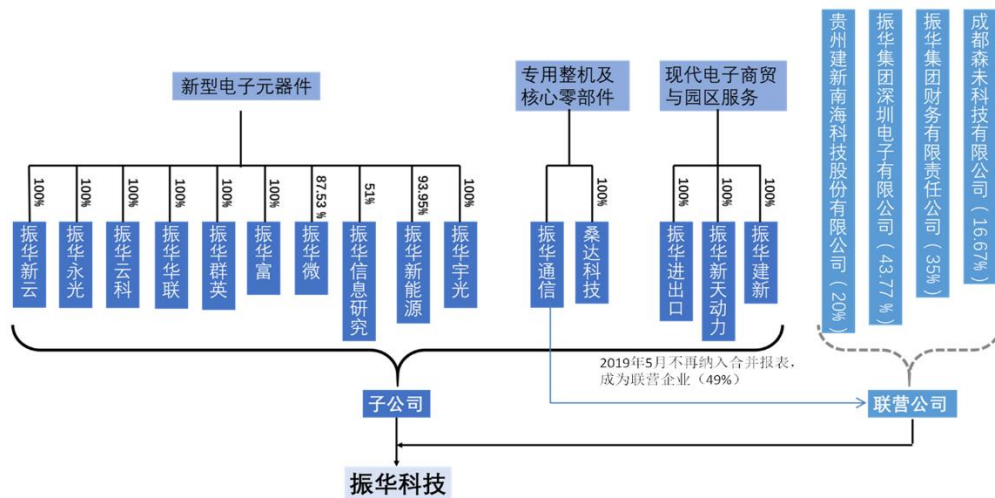 新型电子元器件
专用整机及
核心零部件
现代电子商贸
与园区服务
100%
100%
100%
100%
100%
100%
87.53 %
51%
93.95%
100%
100%
100%
100%
100%
振华新云
振华永光
振华云科
振华华联
振华群英
振华富
振华微
振华信息研究
振华新能源
振华宇光
振华通信
桑达科技
振华进出口
振华新天动力
振华建新
贵州建新南海科技股份有限公司（20%）
振华集团深圳电子有限公司（43.77 %）
振华集团财务有限责任公司（35%）
成都森未科技有限公司（16.67%）
2019年5月不再纳入合并报表，
成为联营企业（49%）
子公司
联营公司
振华科技